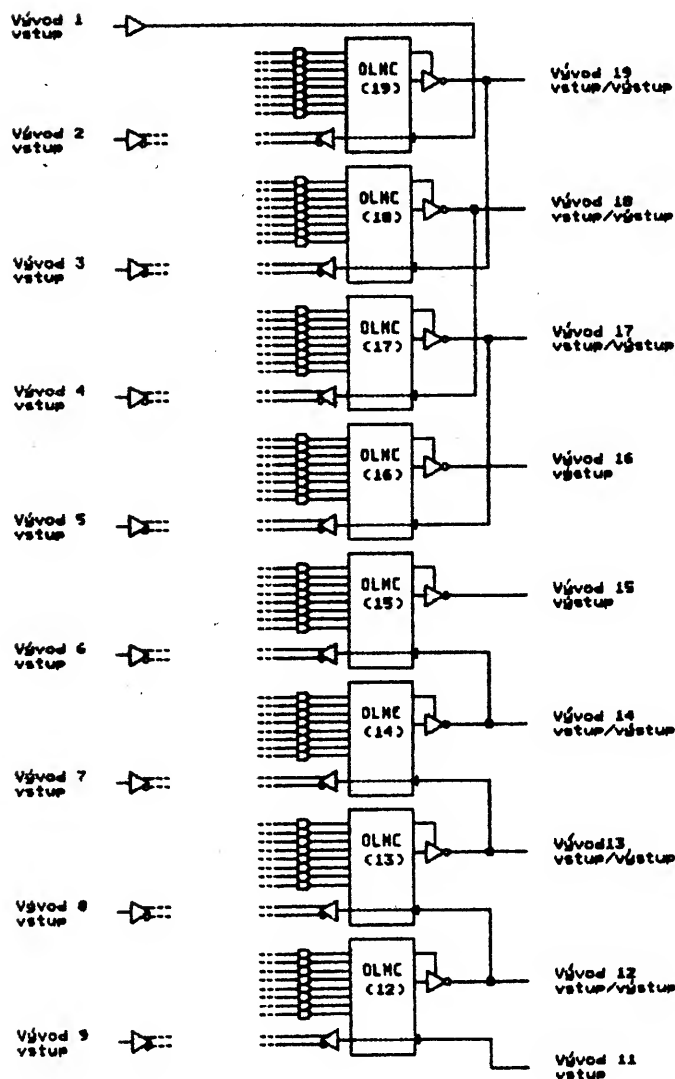 Vývod 1
vstup
OLMC
(19)
Vývod 19
vstup/výstup
Vývod 2
vstup
OLMC
(18)
Vývod 18
vstup/výstup
Vývod 3
vstup
OLMC
(17)
Vývod 17
vstup/výstup
Vývod 4
vstup
OLMC
(16)
Vývod 16
výstup
Vývod 5
vstup
OLMC
(15)
Vývod 15
výstup
Vývod 6
vstup
OLMC
(14)
Vývod 14
vstup/výstup
Vývod 7
vstup
OLMC
(13)
Vývod13
vstup/výstup
Vývod 8
vstup
OLMC
(12)
Vývod 12
vstup/výstup
Vývod 9
vstup
Vývod 11
vstup